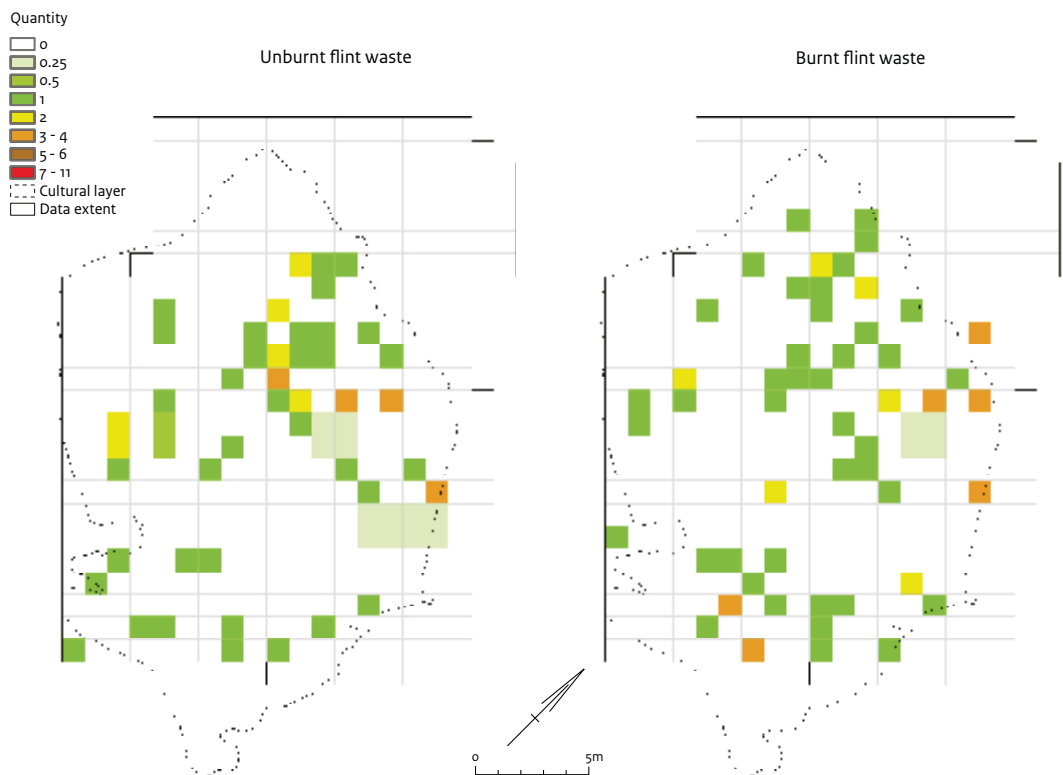 Quantity
0
0.25
0.5
1
2
3 - 4
5 - 6
7 - 11
Cultural layer
Data extent
Unburnt flint waste
Burnt flint waste
0 5m